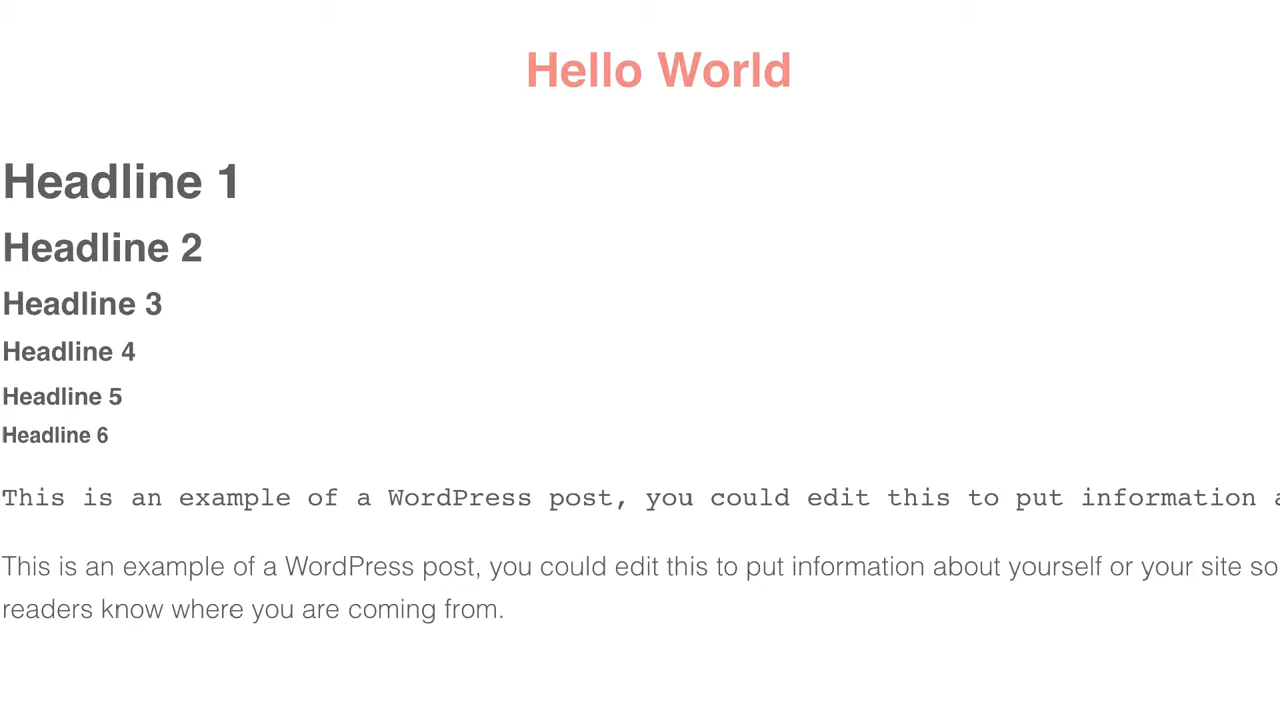 Hello World
Headline 1
Headline 2
Headline 3
Headline 4
Headline 5
Headline 6
This is an example of a WordPress post, you could edit this to put information
This is an example of a WordPress post, you could edit this to put information about yourself or your site so
readers know where you are coming from.